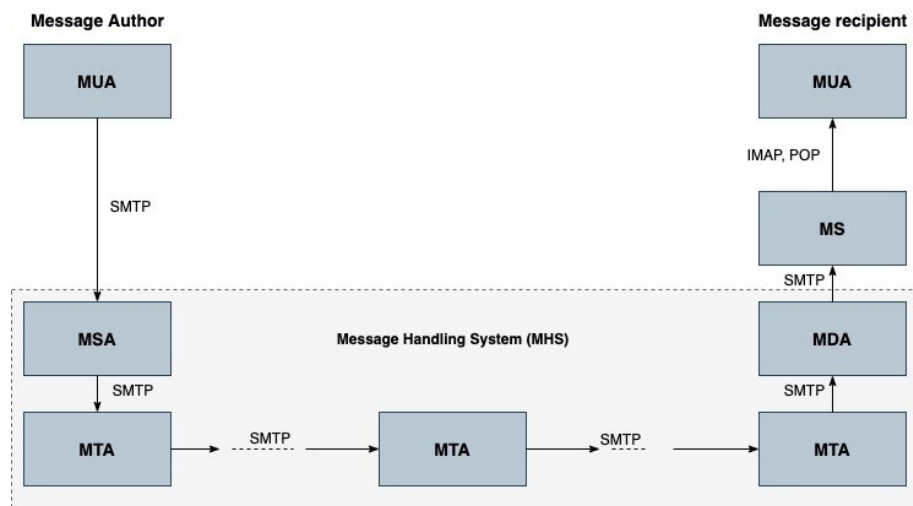 Message Author
Message recipient
MUA
MUA
IMAP, POP
SMTP
MS
SMTP
MSA
Message Handling System (MHS)
MDA
SMTP
SMTP
MTA
SMTP
MTA
SMTP
MTA